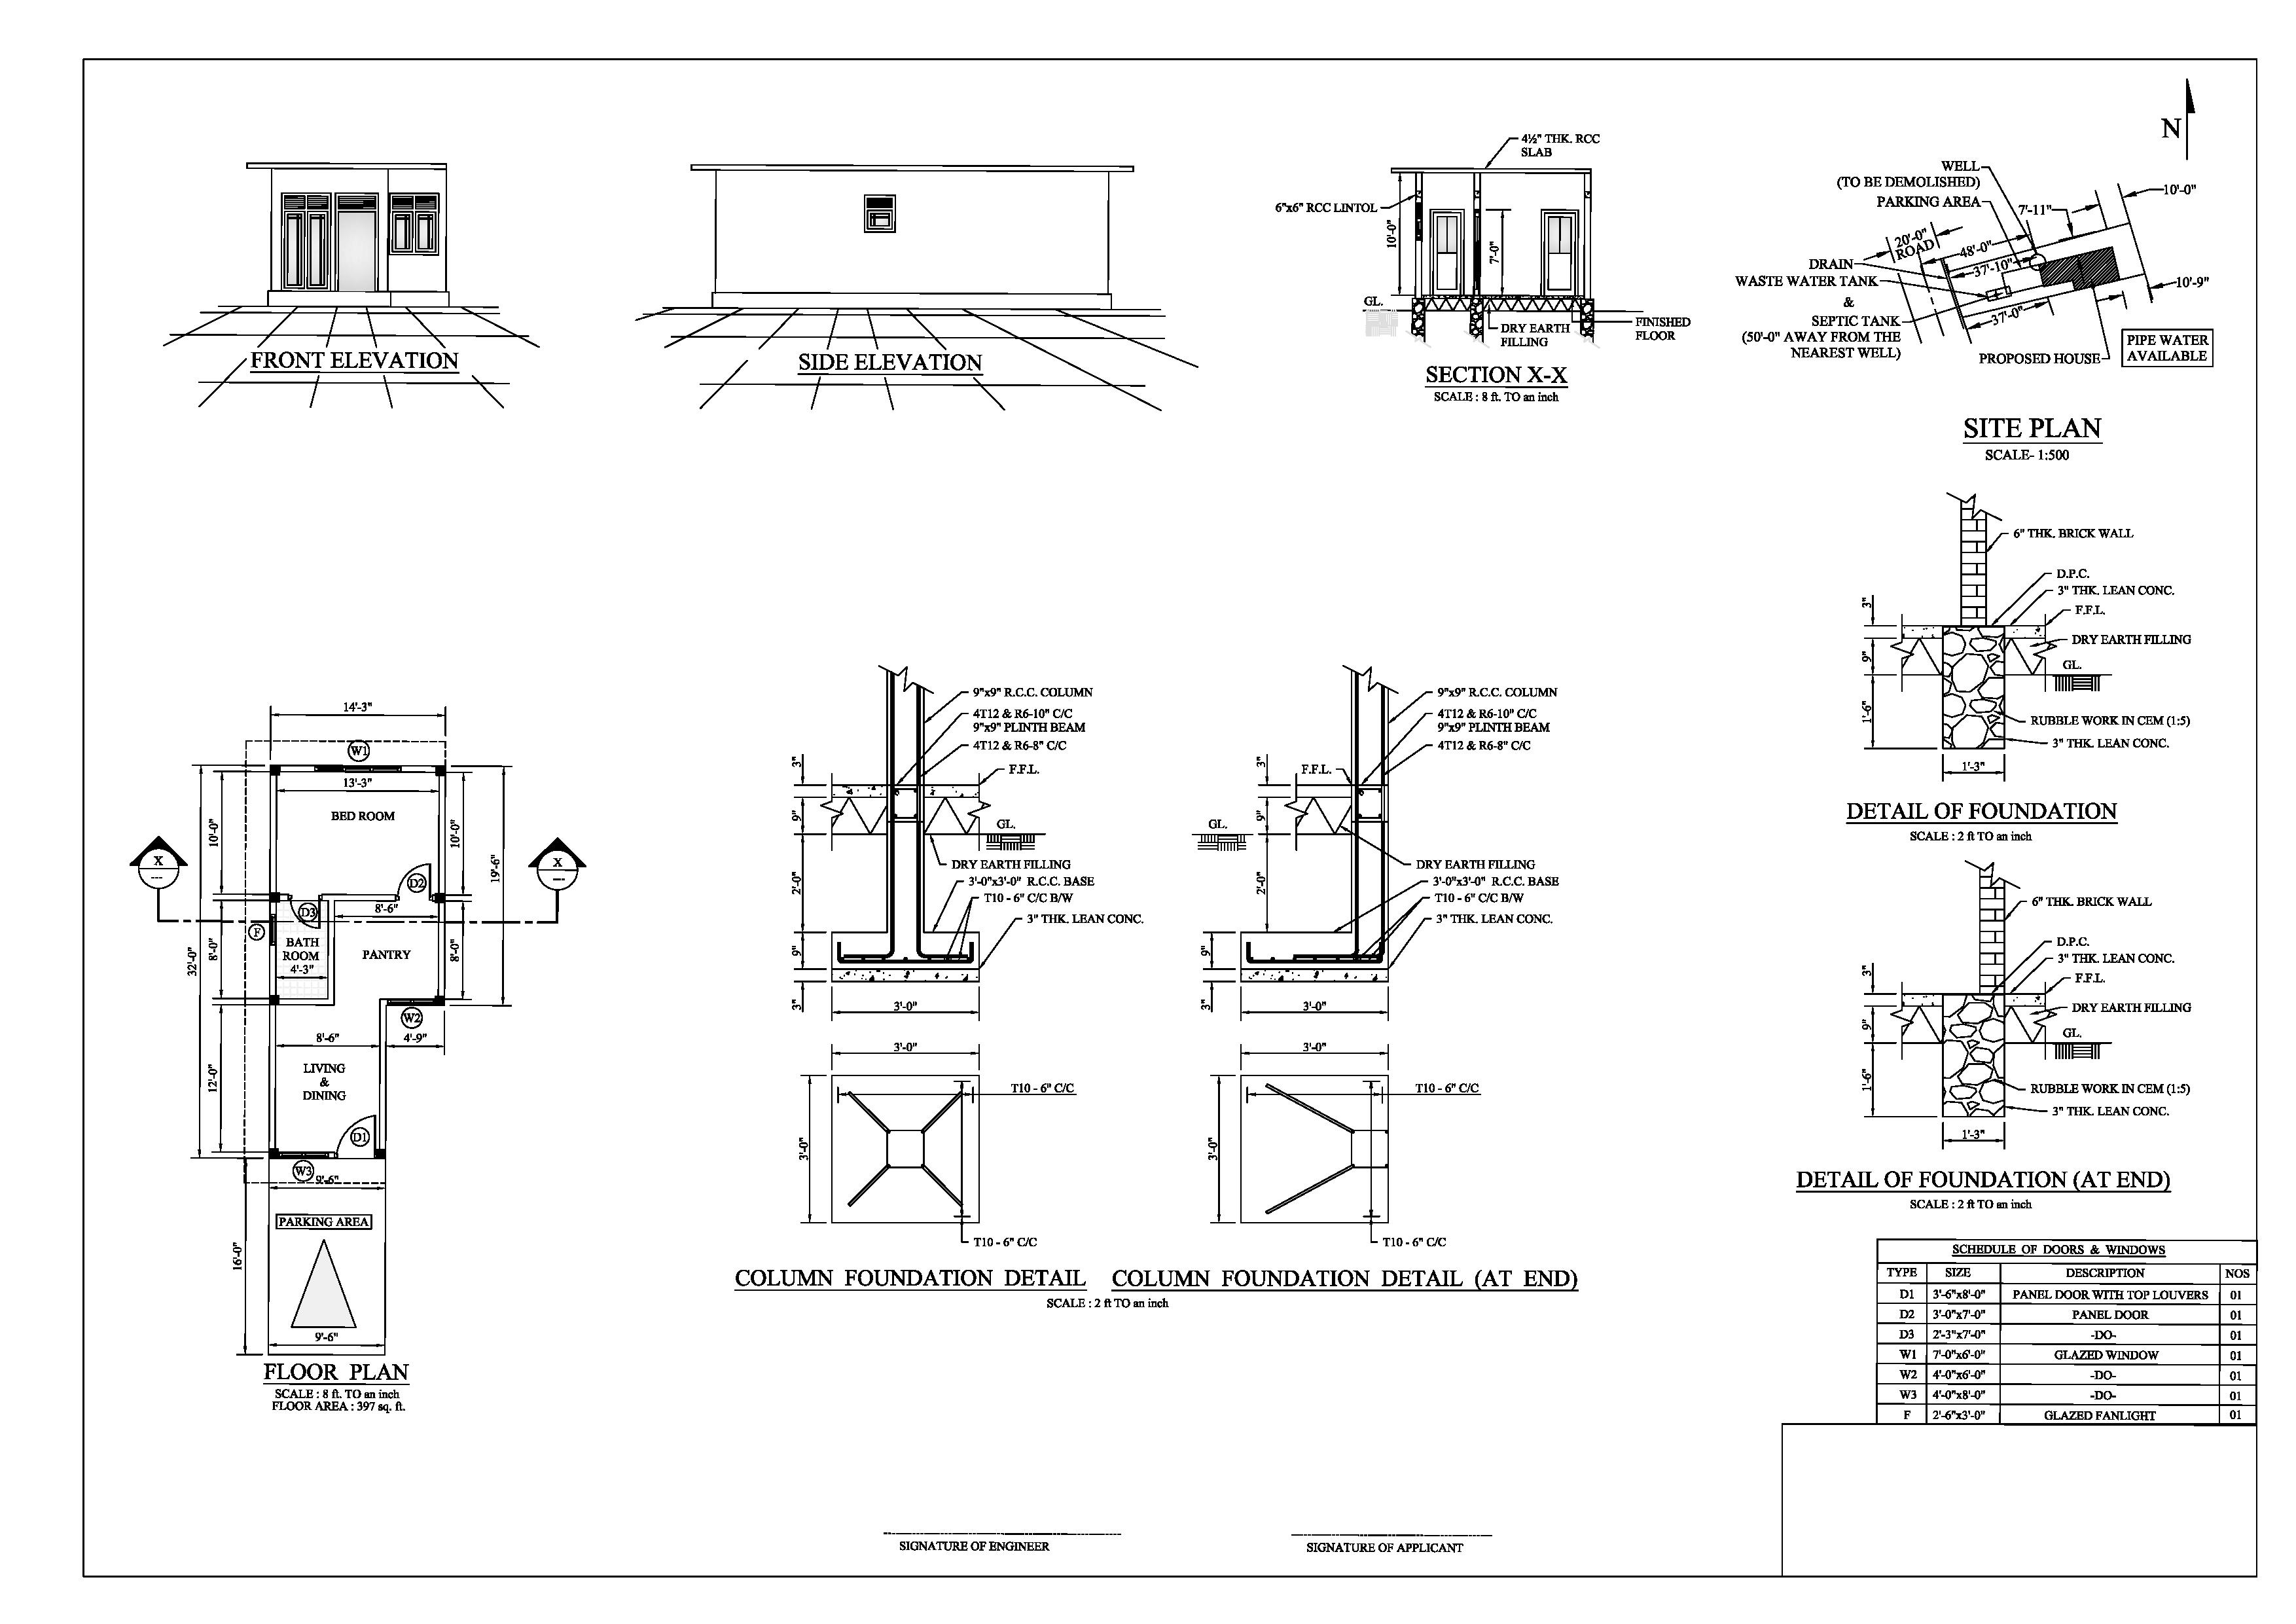 FRONT ELEVATION
SIDE ELEVATION
4½" THK. RCC
SLAB
6"x6" RCC LINTOL
10'-0"
7'-0"
GL.
DRY EARTH
FILLING
FINISHED
FLOOR
SECTION X-X
SCALE : 8 ft. TO an inch
N
WELL
(TO BE DEMOLISHED)
PARKING AREA
10'-0"
7'-11"
20'-0"
ROAD
48'-0"
37'-10"
DRAIN
WASTE WATER TANK
&
SEPTIC TANK
(50'-0" AWAY FROM THE
NEAREST WELL)
37'-0"
10'-9"
PROPOSED HOUSE
PIPE WATER
AVAILABLE
SITE PLAN
SCALE- 1:500
6" THK. BRICK WALL
D.P.C.
3" THK. LEAN CONC.
F.F.L.
DRY EARTH FILLING
GL.
RUBBLE WORK IN CEM (1:5)
3" THK. LEAN CONC.
3"
9"
1'-6"
1'-3"
DETAIL OF FOUNDATION
SCALE : 2 ft TO an inch
6" THK. BRICK WALL
D.P.C.
3" THK. LEAN CONC.
F.F.L.
DRY EARTH FILLING
GL.
RUBBLE WORK IN CEM (1:5)
3" THK. LEAN CONC.
3"
9"
1'-6"
1'-3"
DETAIL OF FOUNDATION (AT END)
SCALE : 2 ft TO an inch
14'-3"
W1
13'-3"
BED ROOM
10'-0"
10'-0"
19'-6"
X
X
D2
D3
8'-6"
F
BATH
ROOM
4'-3"
PANTRY
8'-0"
8'-0"
32'-0"
W2
4'-9"
8'-6"
LIVING
&
DINING
12'-0"
D1
W3
9'-6"
PARKING AREA
16'-0"
9'-6"
FLOOR PLAN
SCALE : 8 ft. TO an inch
FLOOR AREA : 397 sq. ft.
9"x9" R.C.C. COLUMN
4T12 & R6-10" C/C
9"x9" PLINTH BEAM
4T12 & R6-8" C/C
F.F.L.
GL.
DRY EARTH FILLING
3'-0"x3'-0" R.C.C. BASE
T10 - 6" C/C B/W
3" THK. LEAN CONC.
3"
9"
2'-0"
9"
3"
3'-0"
3'-0"
T10 - 6" C/C
3'-0"
T10 - 6" C/C
COLUMN FOUNDATION DETAIL
9"x9" R.C.C. COLUMN
4T12 & R6-10" C/C
9"x9" PLINTH BEAM
4T12 & R6-8" C/C
F.F.L.
GL.
DRY EARTH FILLING
3'-0"x3'-0" R.C.C. BASE
T10 - 6" C/C B/W
3" THK. LEAN CONC.
3"
9"
2'-0"
9"
3"
3'-0"
3'-0"
T10 - 6" C/C
3'-0"
T10 - 6" C/C
COLUMN FOUNDATION DETAIL (AT END)
SCALE : 2 ft TO an inch
SCHEDULE OF DOORS & WINDOWS
TYPE SIZE DESCRIPTION NOS
D1 3'-6"x8'-0" PANEL DOOR WITH TOP LOUVERS 01
D2 3'-0"x7'-0" PANEL DOOR 01
D3 2'-3"x7'-0" -DO- 01
W1 7'-0"x6'-0" GLAZED WINDOW 01
W2 4'-0"x6'-0" -DO- 01
W3 4'-0"x8'-0" -DO- 01
F 2'-6"x3'-0" GLAZED FANLIGHT 01
SIGNATURE OF ENGINEER
SIGNATURE OF APPLICANT